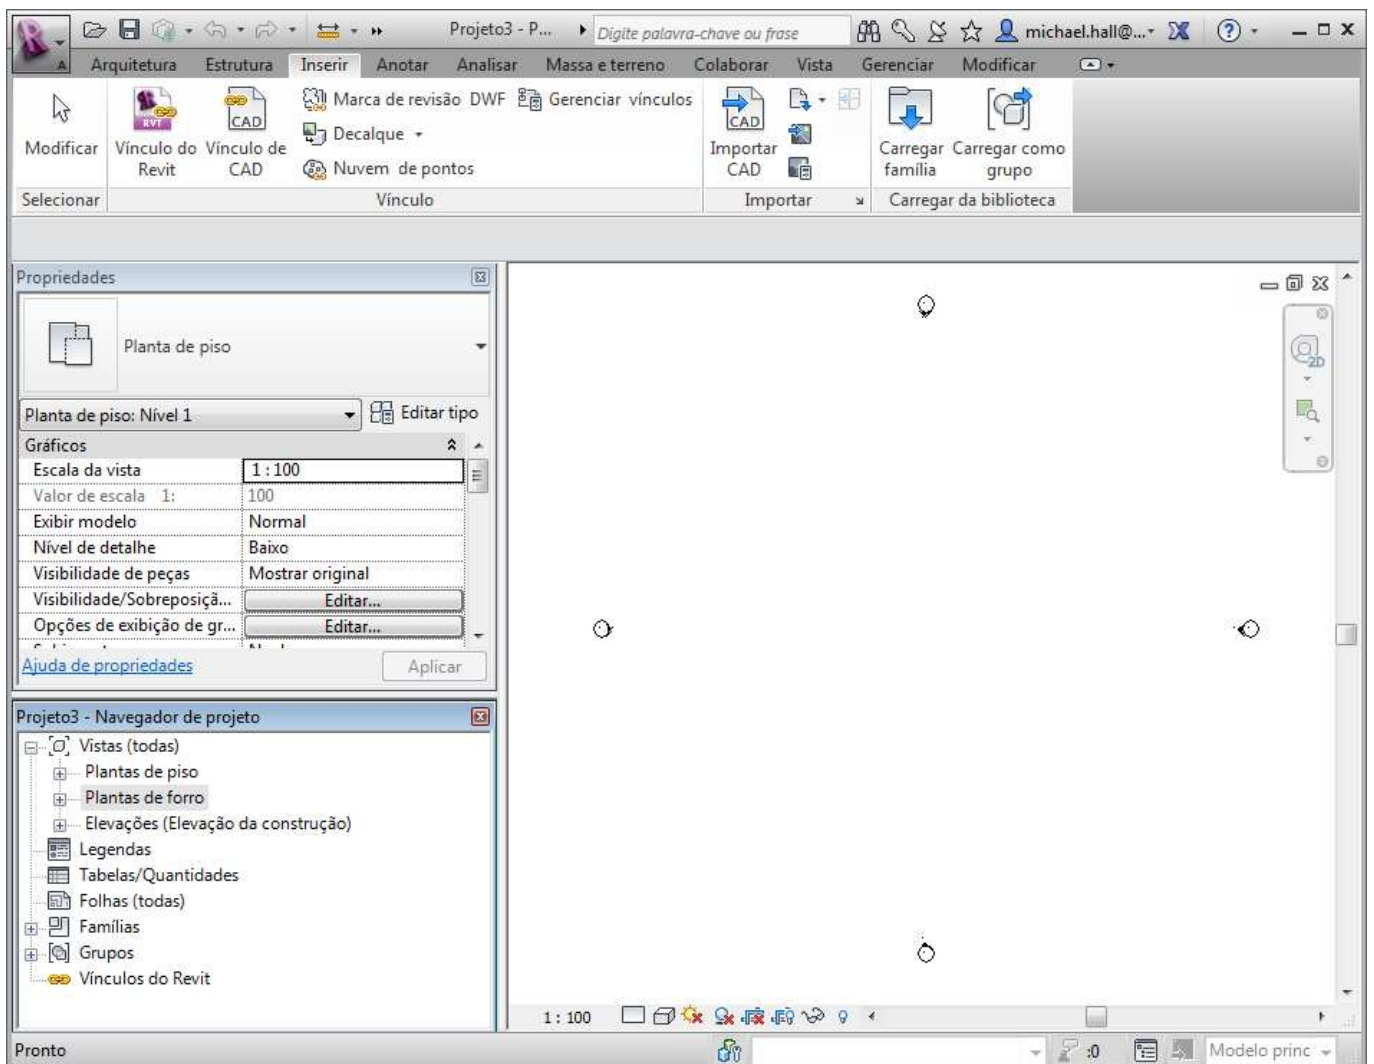 Projeto3 - P... Digite palavra-chave ou frase michael.hall@...
Arquitetura Estrutura Inserir Anotar Analisar Massa e terreno Colaborar Vista Gerenciar Modificar
Modificar
Vínculo do Revit
Vínculo de CAD
Marca de revisão DWF
Decalque
Nuvem de pontos
Gerenciar vínculos
Importar CAD
Carregar família
Carregar como grupo
Selecionar Vínculo Importar Carregar da biblioteca
Propriedades
Planta de piso
Planta de piso: Nível 1 Editar tipo
Gráficos
Escala da vista 1 : 100
Valor de escala 1: 100
Exibir modelo Normal
Nível de detalhe Baixo
Visibilidade de peças Mostrar original
Visibilidade/Sobreposiçã... Editar...
Opções de exibição de gr... Editar...
Ajuda de propriedades Aplicar
Projeto3 - Navegador de projeto
Vistas (todas)
Plantas de piso
Plantas de forro
Elevações (Elevação da construção)
Legendas
Tabelas/Quantidades
Folhas (todas)
Famílias
Grupos
Vínculos do Revit
2D
1 : 100
Pronto :0 Modelo princ